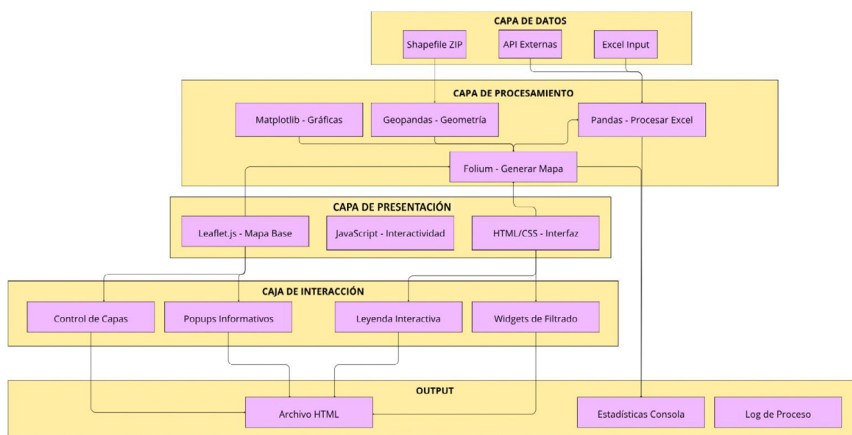 CAPA DE DATOS
Shapefile ZIP
API Externas
Excel Input
CAPA DE PROCESAMIENTO
Matplotlib - Gráficas
Geopandas - Geometría
Pandas - Procesar Excel
Folium - Generar Mapa
CAPA DE PRESENTACIÓN
Leaflet.js - Mapa Base
JavaScript - Interactividad
HTML/CSS - Interfaz
CAJA DE INTERACCIÓN
Control de Capas
Popups Informativos
Leyenda Interactiva
Widgets de Filtrado
OUTPUT
Archivo HTML
Estadísticas Consola
Log de Proceso